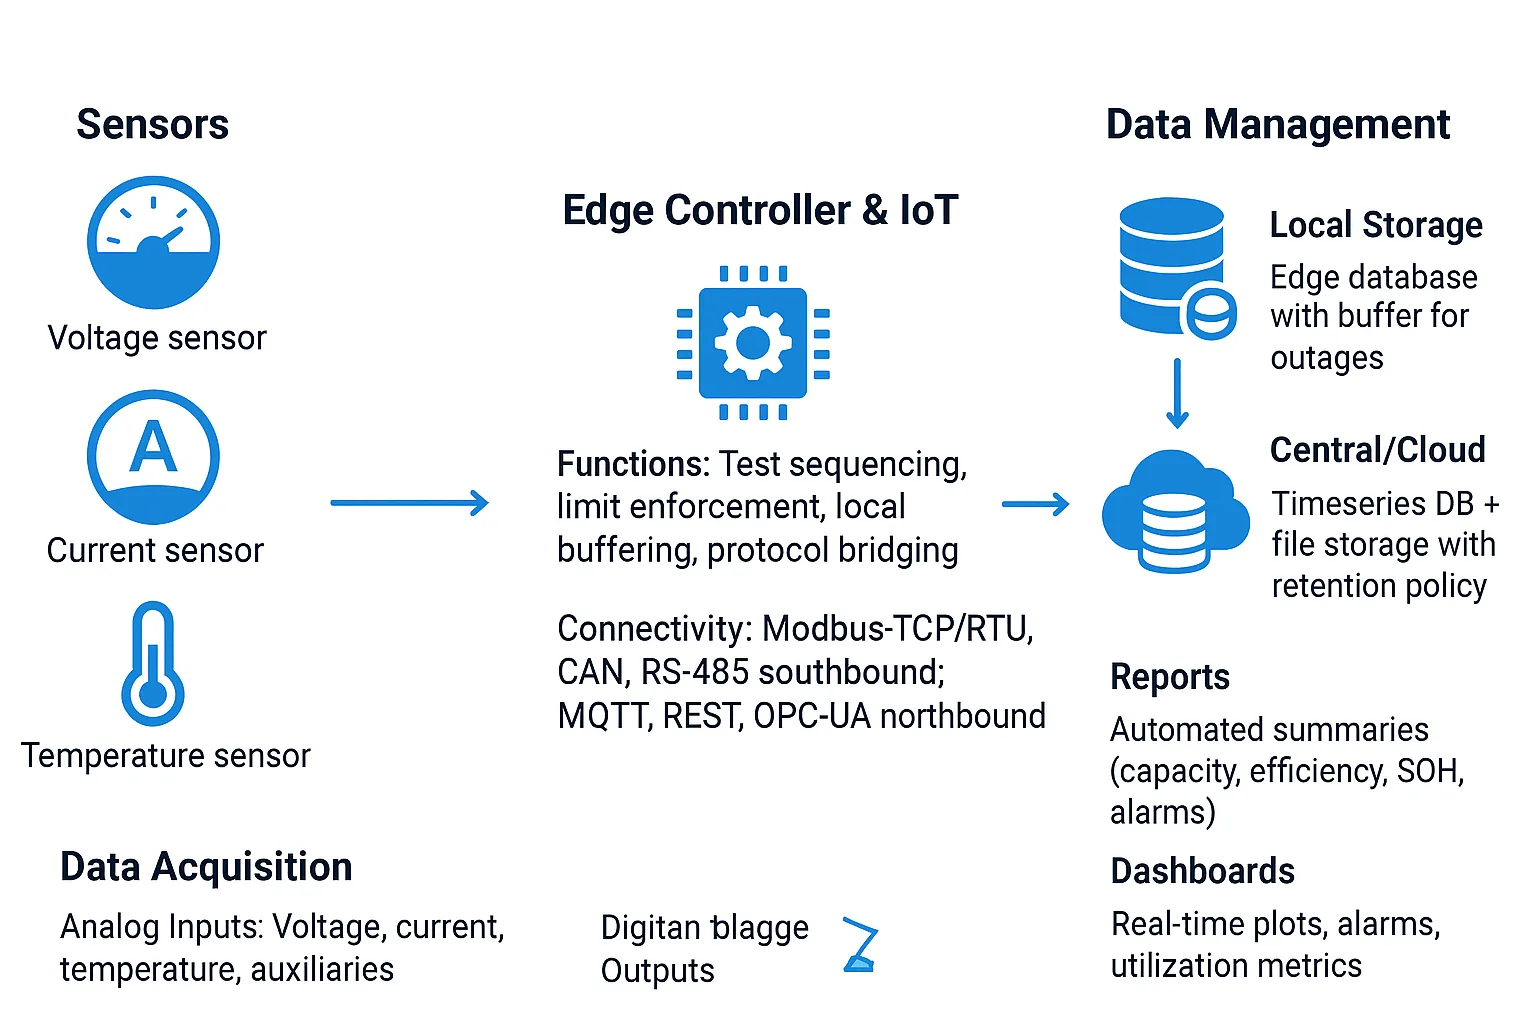 Sensors
Voltage sensor
A
Current sensor
Temperature sensor
Data Acquisition
Analog Inputs: Voltage, current,
temperature, auxiliaries
Edge Controller & IoT
Functions: Test sequencing,
limit enforcement, local
buffering, protocol bridging
Connectivity: Modbus-TCP/RTU,
CAN, RS-485 southbound;
MQTT, REST, OPC-UA northbound
Digitan blagge
Outputs
Data Management
Local Storage
Edge database
with buffer for
outages
Central/Cloud
Timeseries DB +
file storage with
retention policy
Reports
Automated summaries
(capacity, efficiency, SOH,
alarms)
Dashboards
Real-time plots, alarms,
utilization metrics